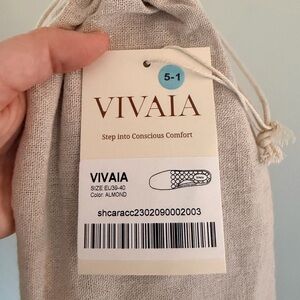 5-1
VIVAIA
Step into Conscious Comfort
VIVAIA
SIZE:EU39-40
Color: ALMOND
shcaracc2302090002003